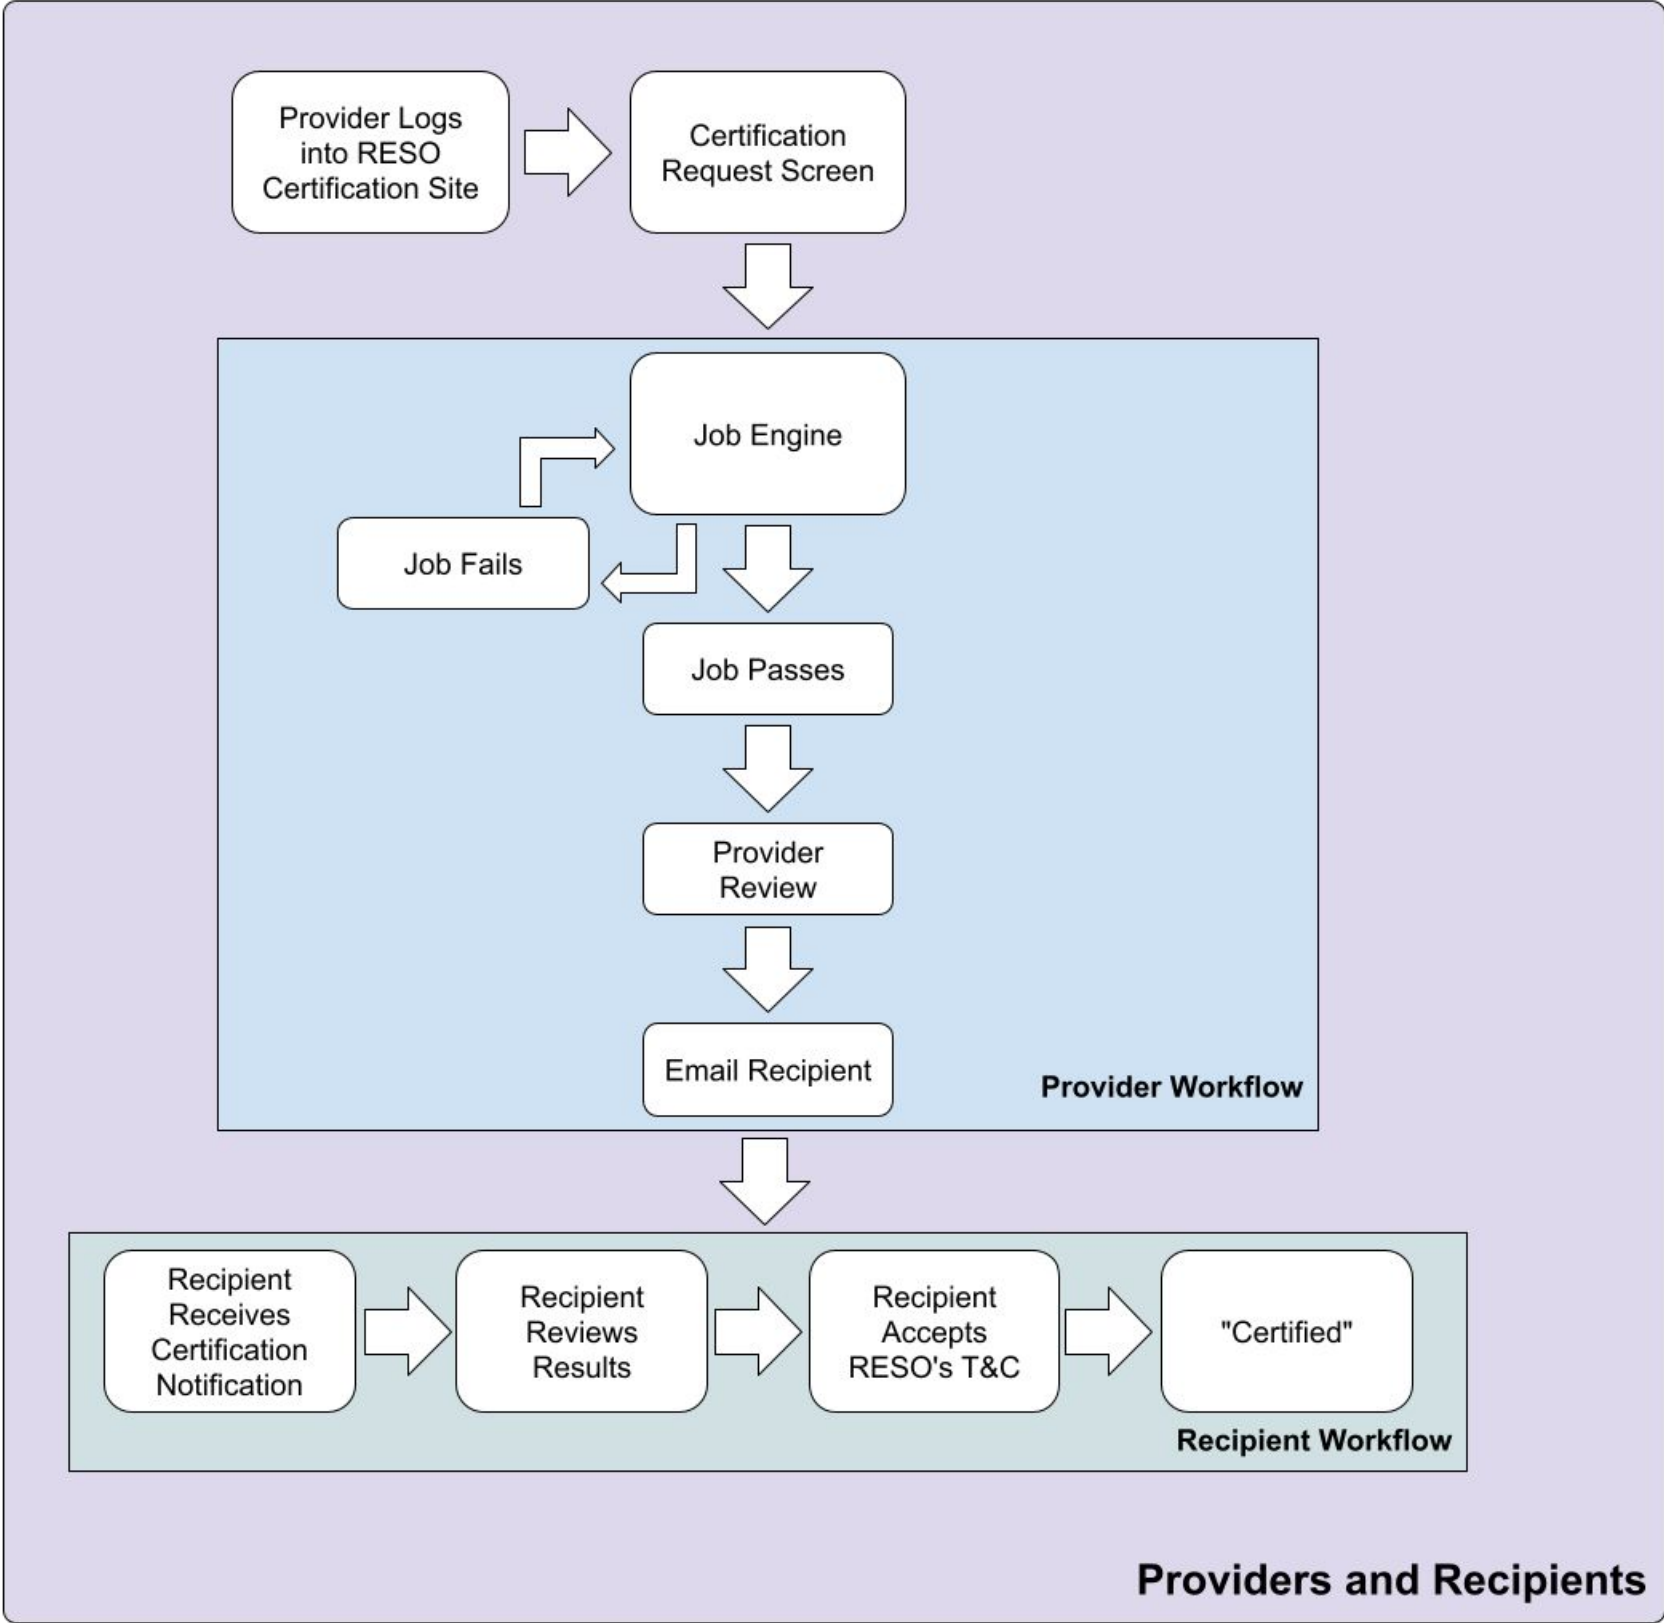 Provider Logs
into RESO
Certification Site
Certification
Request Screen
Job Engine
Job Fails
Job Passes
Provider
Review
Email Recipient
Provider Workflow
Recipient
Receives
Certification
Notification
Recipient
Reviews
Results
Recipient
Accepts
RESO's T&C
"Certified"
Recipient Workflow
Providers and Recipients